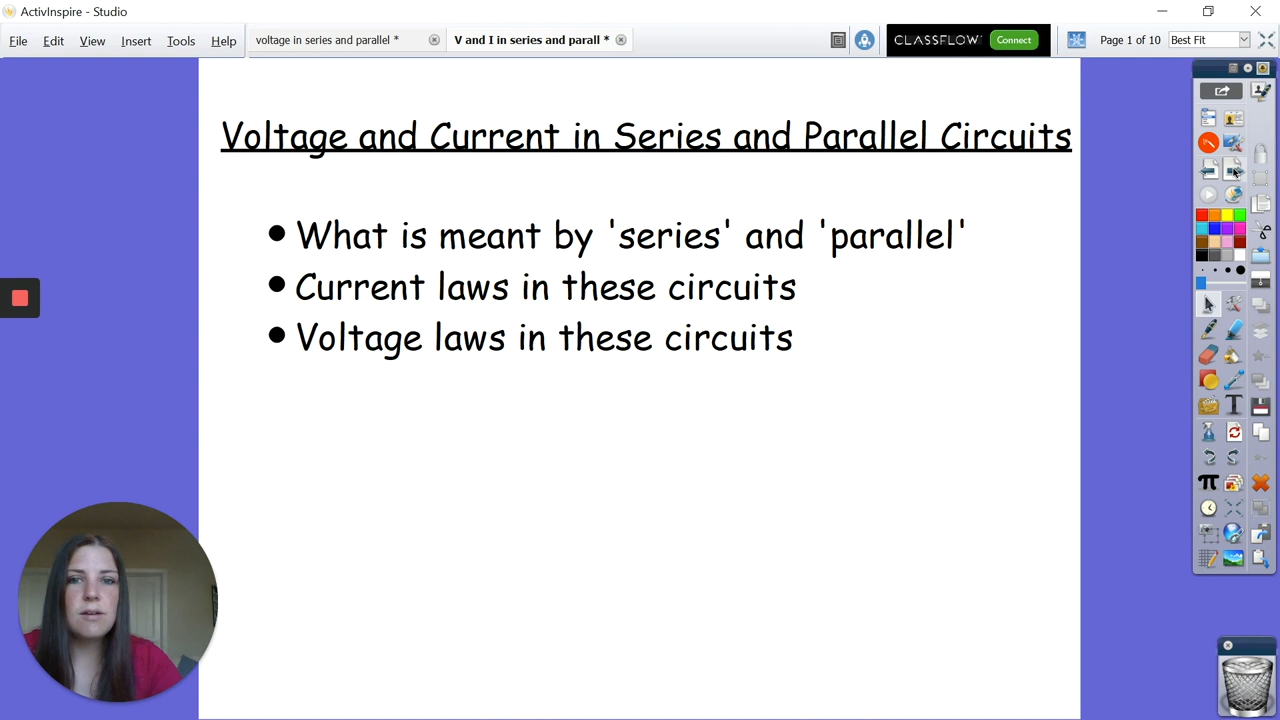 ActivInspire - Studio
File Edit View Insert Tools Help
voltage in series and parallel *
V and I in series and parall *
CLASSFLOW
Connect
Page 1 of 10
Best Fit
Voltage and Current in Series and Parallel Circuits
• What is meant by 'series' and 'parallel'
• Current laws in these circuits
• Voltage laws in these circuits